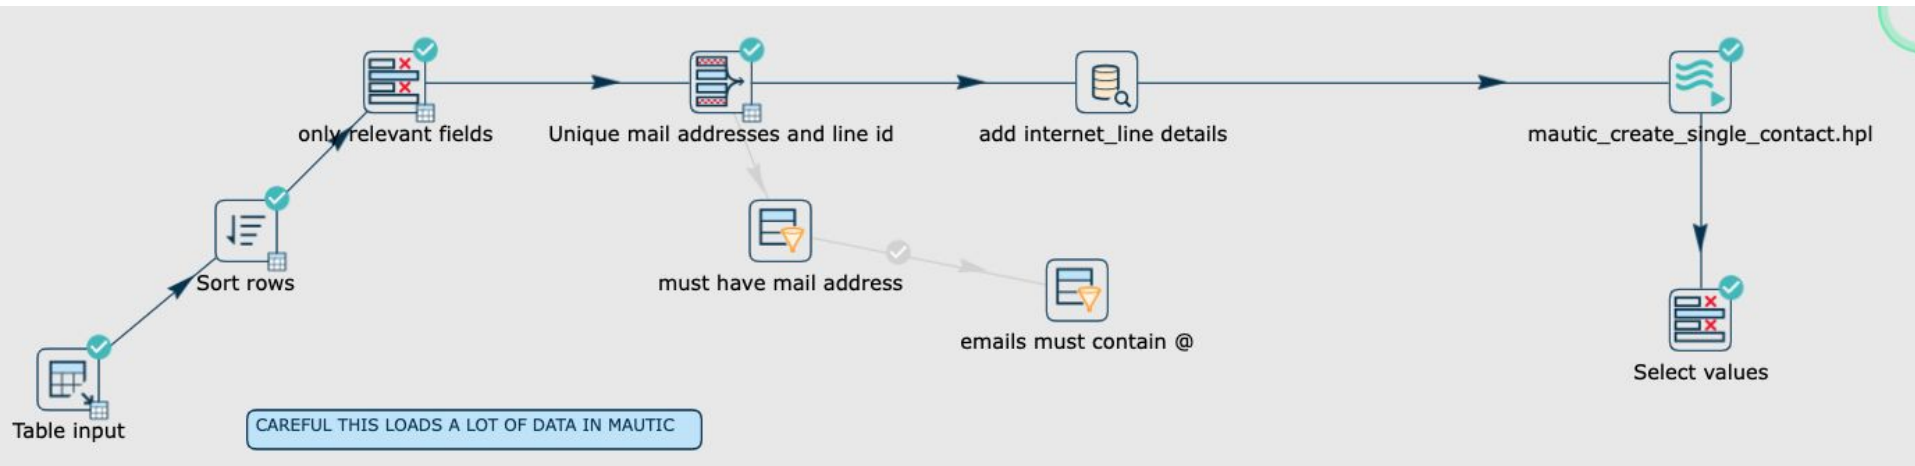 only relevant fields
Unique mail addresses and line id
add internet_line details
mautic_create_single_contact.hpl
Sort rows
must have mail address
emails must contain @
Select values
Table input
CAREFUL THIS LOADS A LOT OF DATA IN MAUTIC